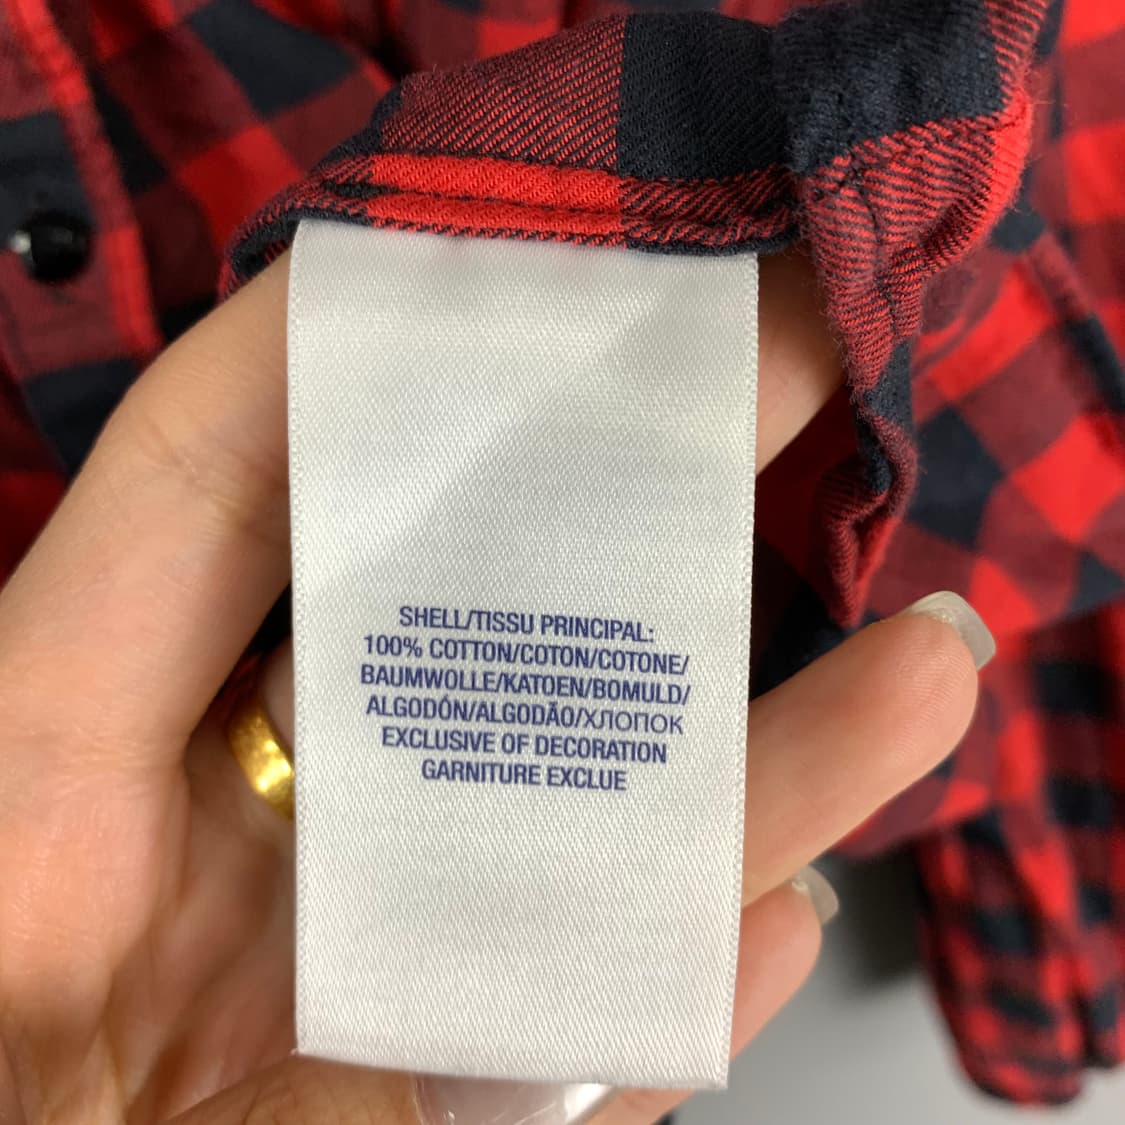 SHELL/TISSU PRINCIPAL:
100% COTTON/COTON/COTONE/
BAUMWOLLE/KATOEN/BOMULD/
ALGODÓN/ALGODÃO/ХЛОПОК
EXCLUSIVE OF DECORATION
GARNITURE EXCLUE